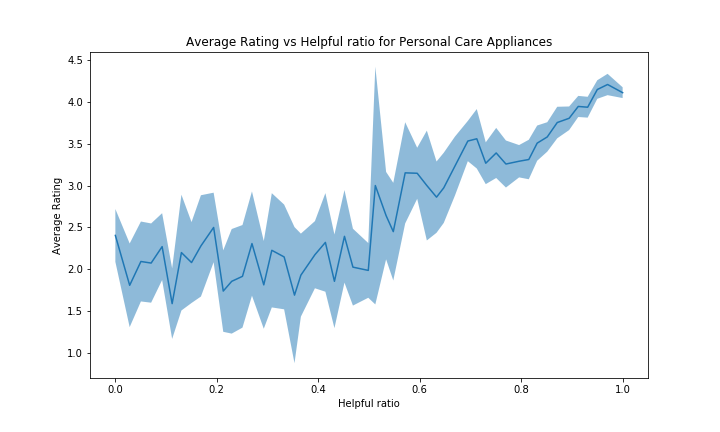 Average Rating vs Helpful ratio for Personal Care Appliances
4.5
4.0
3.5
3.0
2.5
2.0
1.5
1.0
Average Rating
0.0 0.2 0.4 0.6 0.8 1.0
Helpful ratio